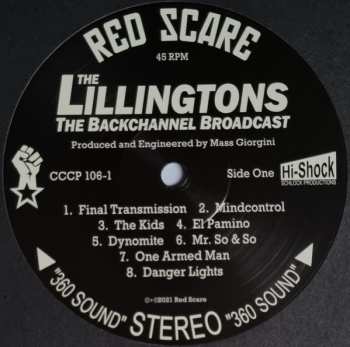 RED SCARE
45 RPM
THE
LILLINGTONS
THE BACKCHANNEL BROADCAST
Produced and Engineered by Mass Giorgini
CCCP 106-1
Side One
Hi-Shock
SCHLOCK PRODUCTIONS
1. Final Transmission 2. Mindcontrol
3. The Kids 4. El Pamino
5. Dynomite 6. Mr. So & So
7. One Armed Man
8. Danger Lights
©+℗2021 Red Scare
"360 SOUND" STEREO "360 SOUND"